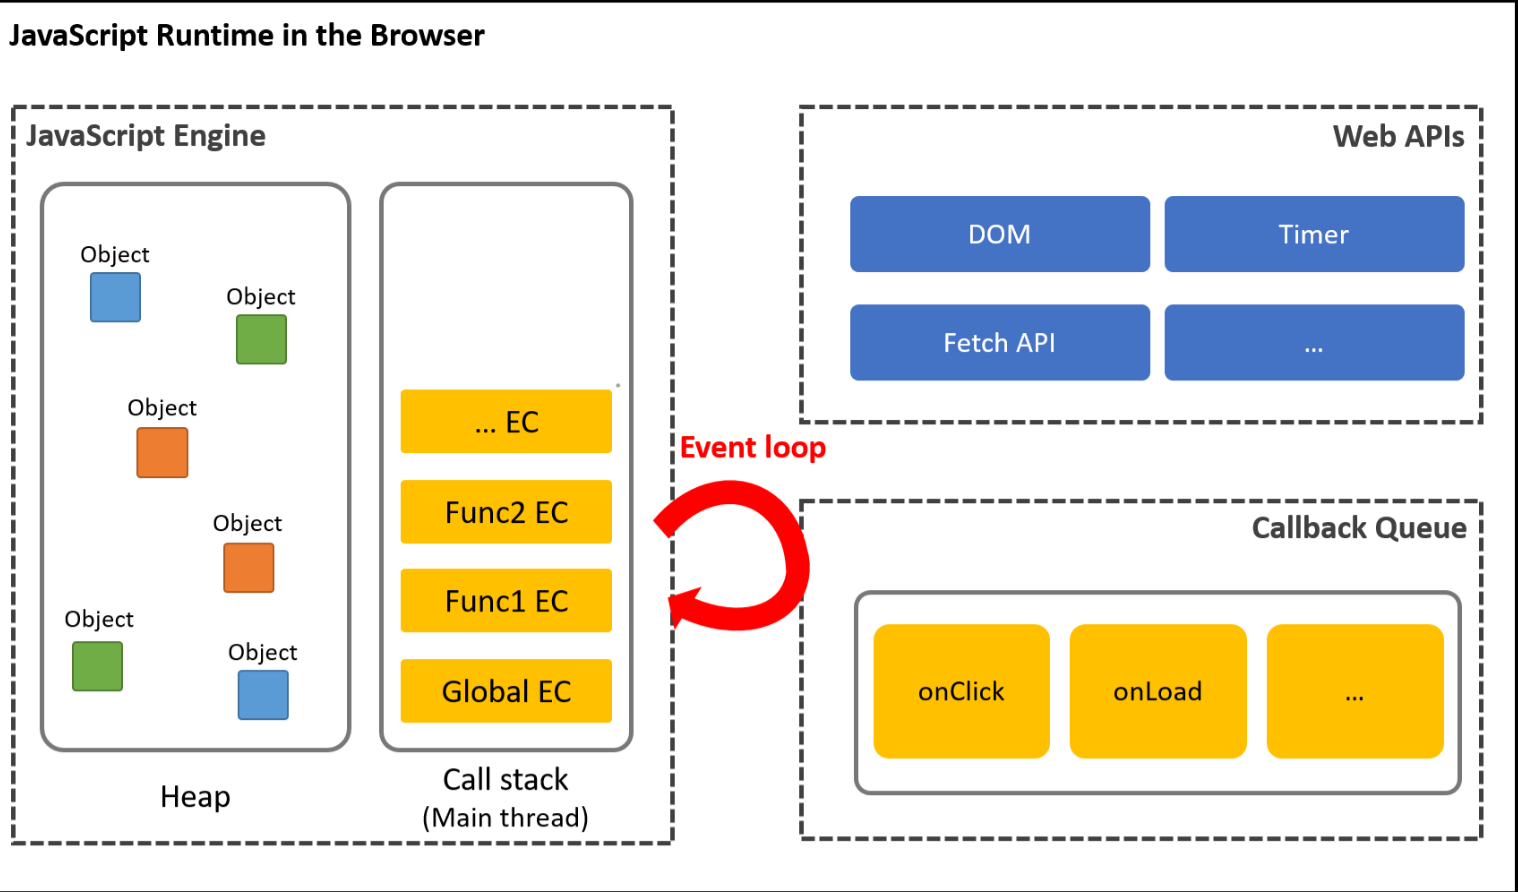 JavaScript Runtime in the Browser
JavaScript Engine
Object
Object
Object
Object
Object
Object
Heap
... EC
Func2 EC
Func1 EC
Global EC
Call stack
(Main thread)
Event loop
Web APIs
DOM
Timer
Fetch API
...
Callback Queue
onClick
onLoad
...